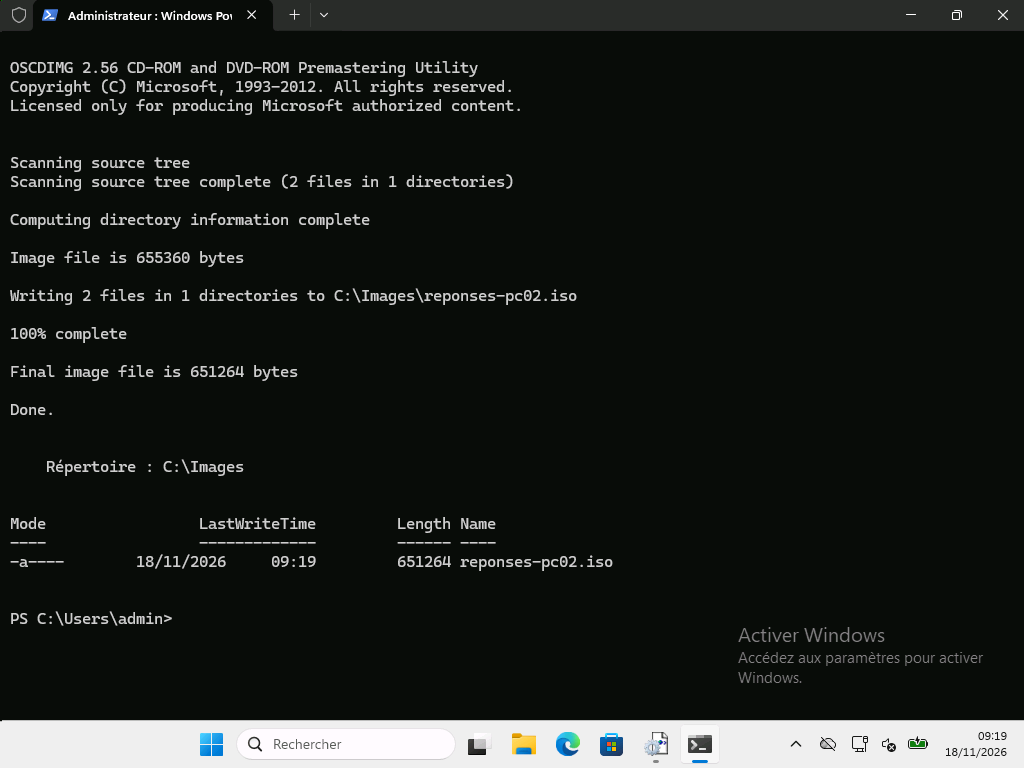 Administrateur : Windows Pov
OSCDIMG 2.56 CD-ROM and DVD-ROM Premastering Utility
Copyright (C) Microsoft, 1993-2012. All rights reserved.
Licensed only for producing Microsoft authorized content.
Scanning source tree
Scanning source tree complete (2 files in 1 directories)
Computing directory information complete
Image file is 655360 bytes
Writing 2 files in 1 directories to C:\Images\reponses-pc02.iso
100% complete
Final image file is 651264 bytes
Done.
Répertoire : C:\Images
Mode LastWriteTime Length Name
---- ------------- ------ ----
-a---- 18/11/2026 09:19 651264 reponses-pc02.iso
PS C:\Users\admin>
Activer Windows
Accédez aux paramètres pour activer
Windows.
Rechercher
09:19
18/11/2026